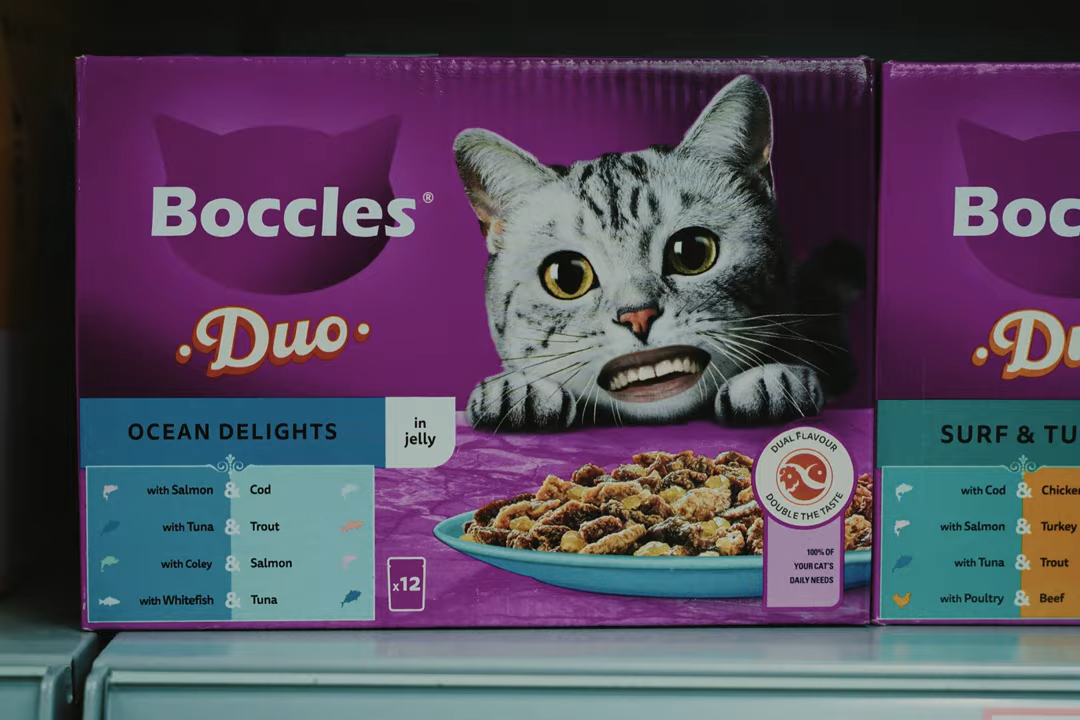 Boccles®
Duo
OCEAN DELIGHTS
in
jelly
with Salmon & Cod
with Tuna & Trout
with Coley & Salmon
with Whitefish & Tuna
x12
DUAL FLAVOUR
DOUBLE THE TASTE
100% OF
YOUR CAT'S
DAILY NEEDS
Boc
Du
SURF & TU
with Cod & Chicken
with Salmon & Turkey
with Tuna & Trout
with Poultry & Beef